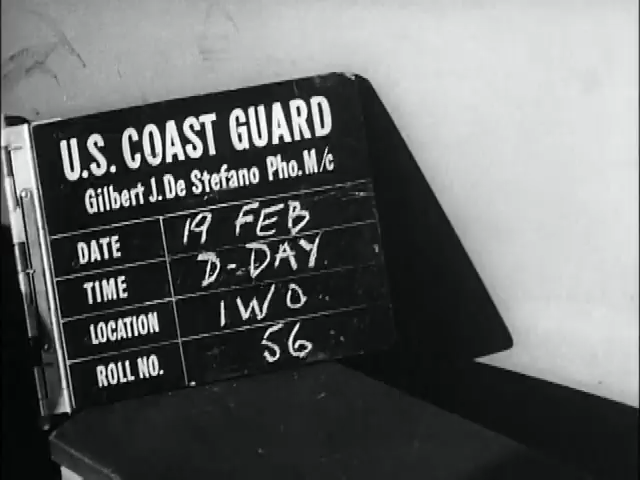 U.S. COAST GUARD
Gilbert J. De Stefano Pho. M/c
DATE 19 FEB
TIME D-DAY
LOCATION IWO
ROLL NO. 56